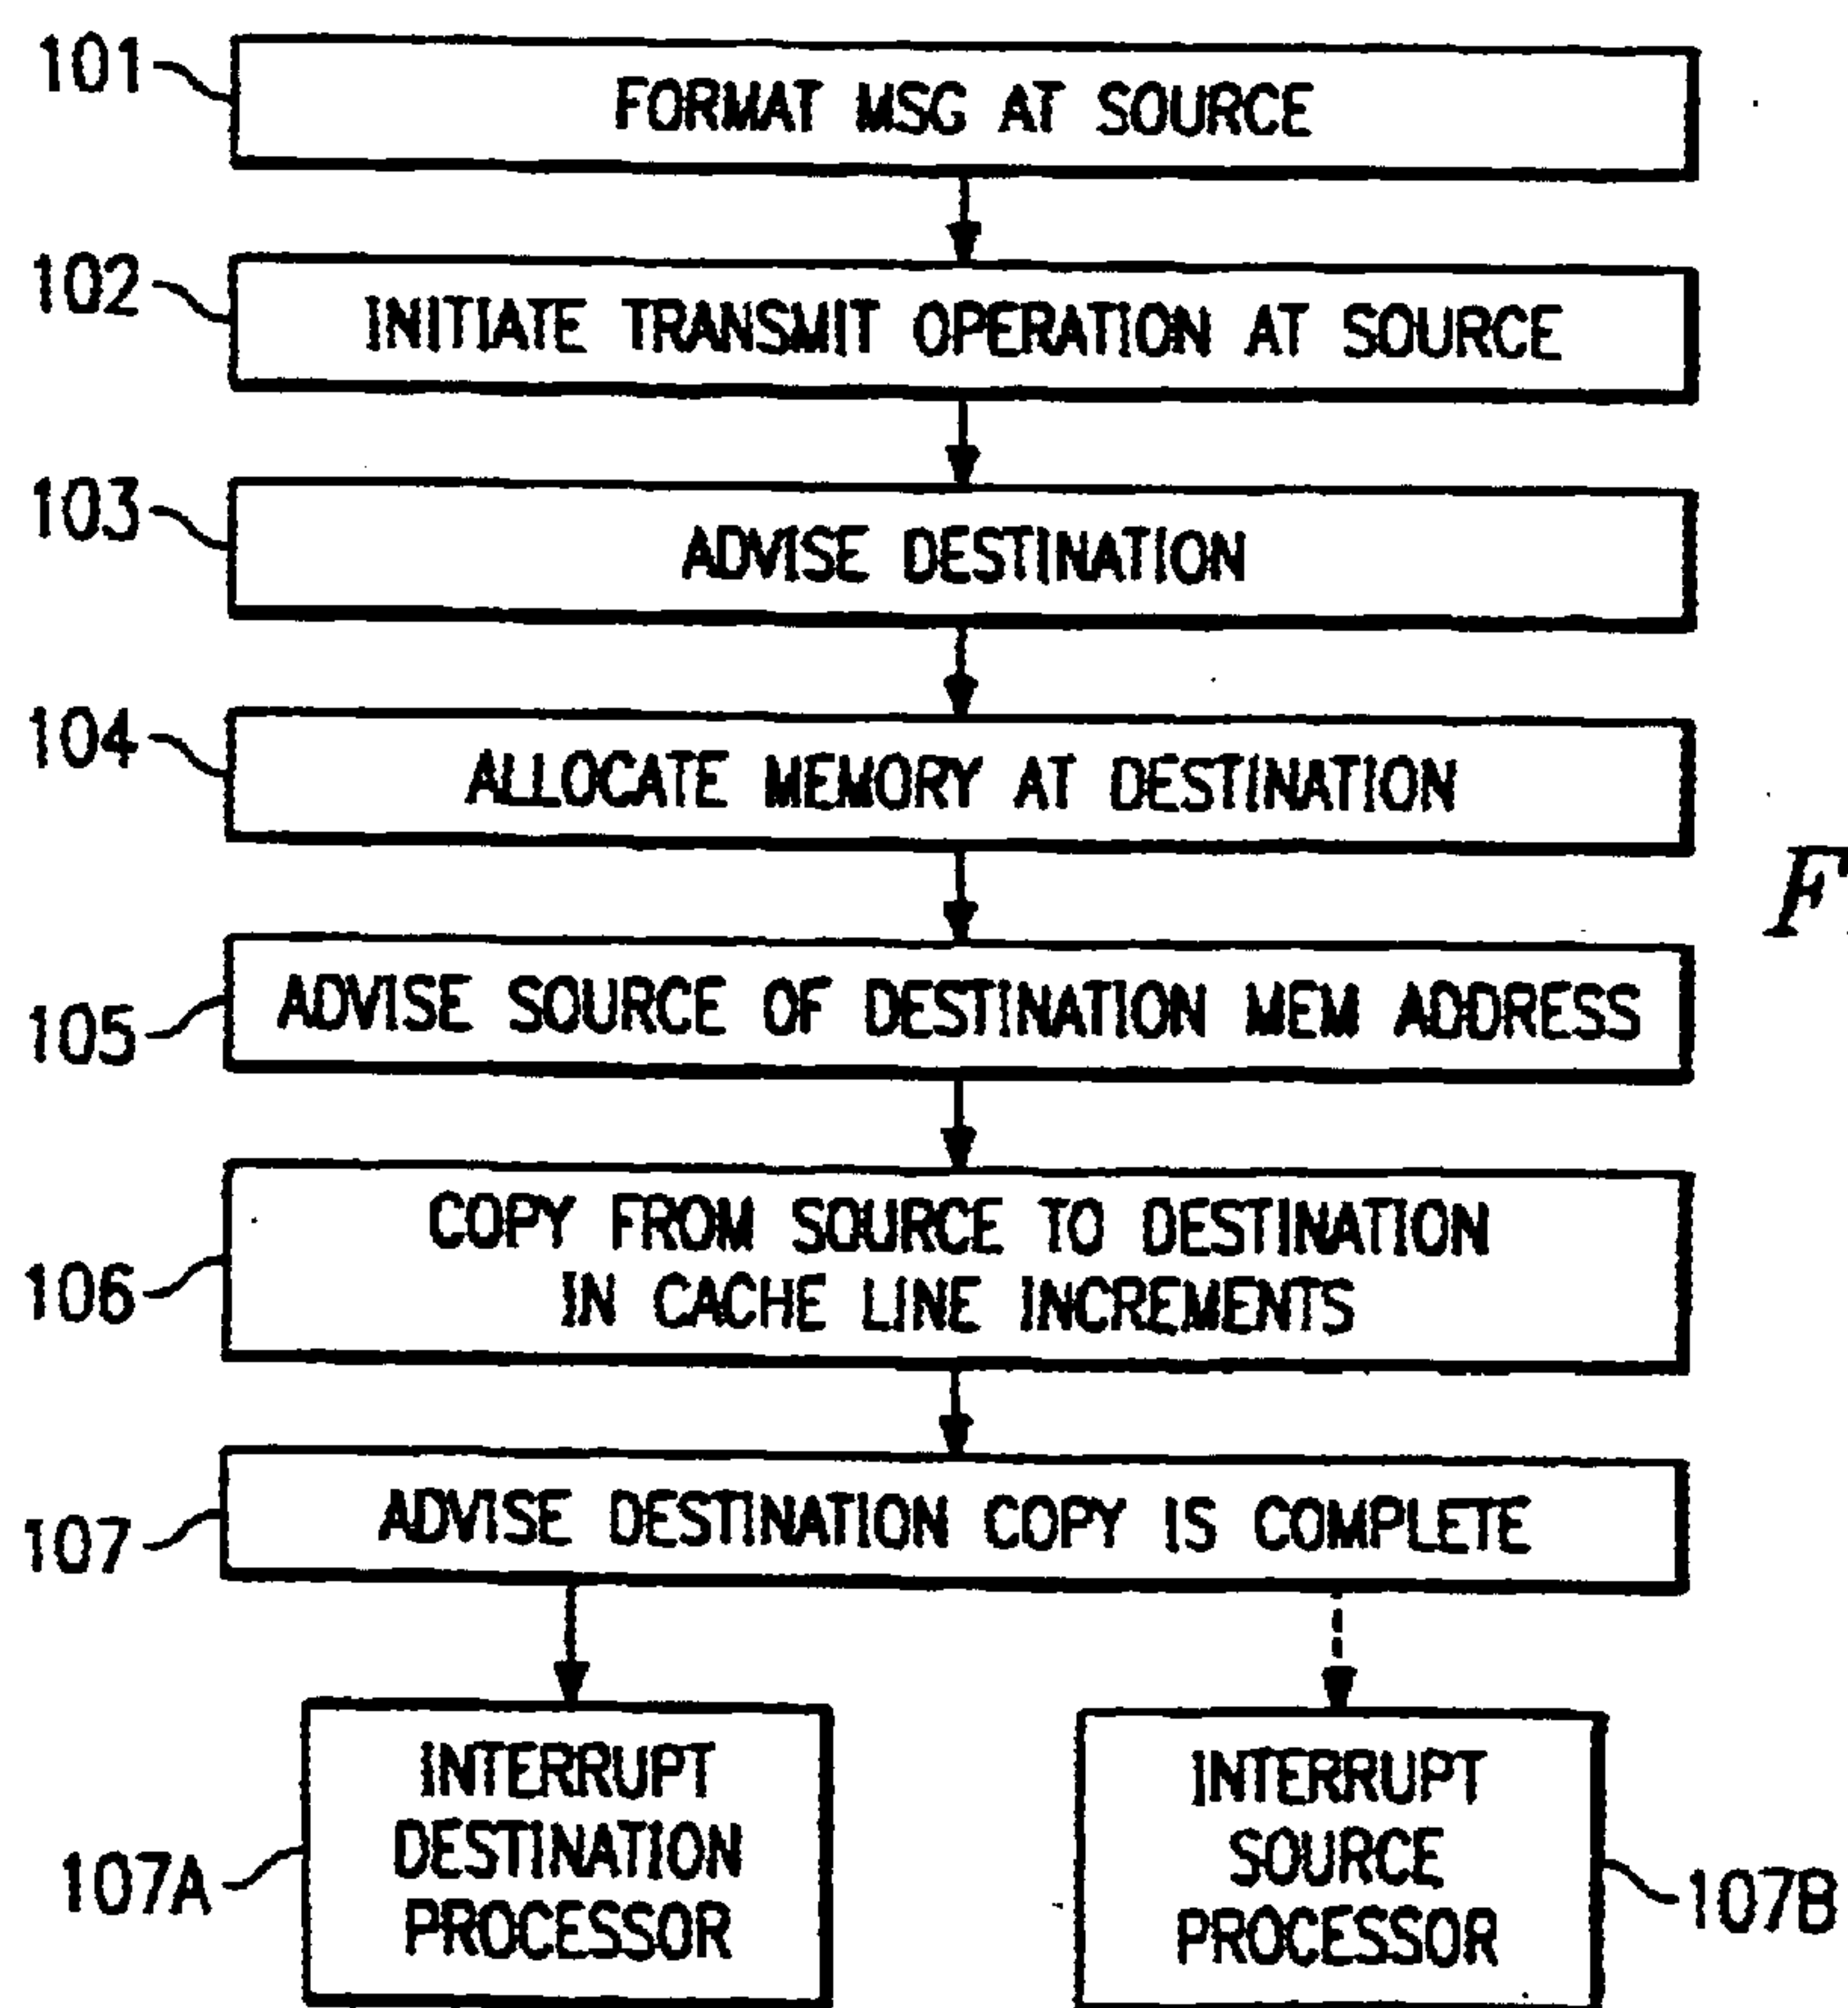 101
FORMAT MSG AT SOURCE
102
INITIATE TRANSMIT OPERATION AT SOURCE
103
ADVISE DESTINATION
104
ALLOCATE MEMORY AT DESTINATION
105
ADVISE SOURCE OF DESTINATION MEM ADDRESS
106
COPY FROM SOURCE TO DESTINATION
IN CACHE LINE INCREMENTS
107
ADVISE DESTINATION COPY IS COMPLETE
107A
INTERRUPT
DESTINATION
PROCESSOR
INTERRUPT
SOURCE
PROCESSOR
107B